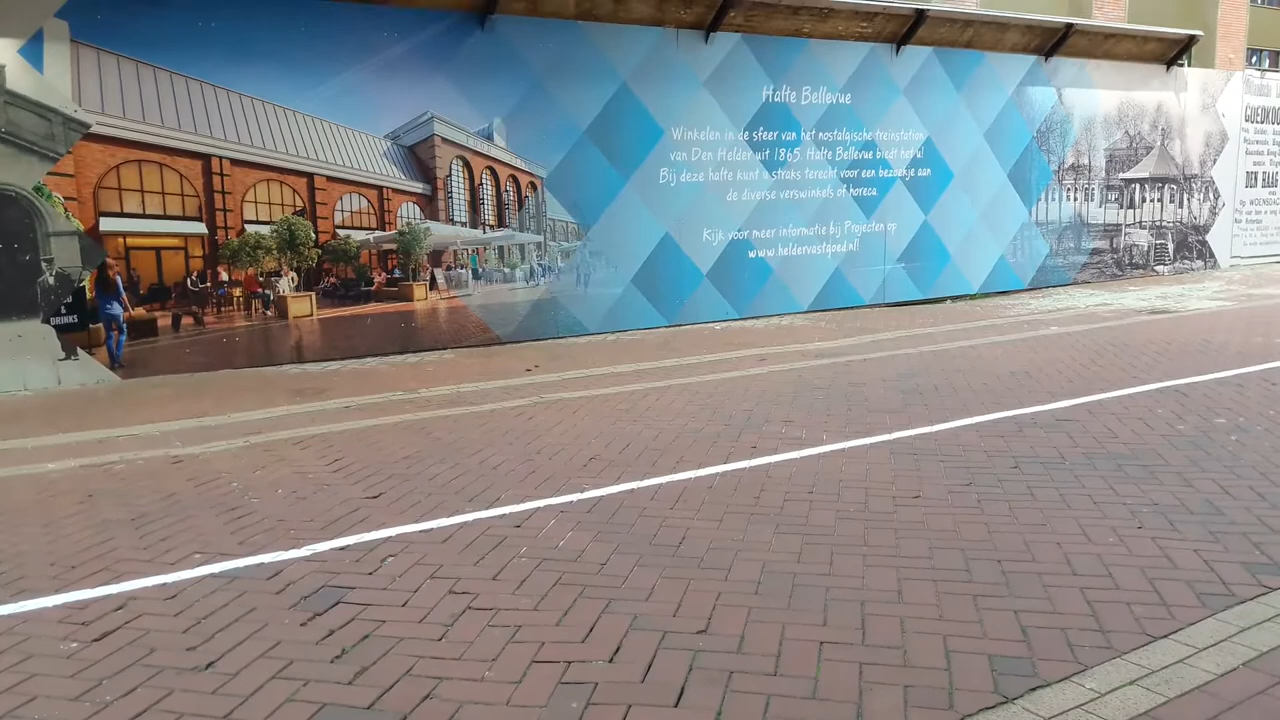 Halte Bellevue
Winkelen in de sfeer van het nostalgische treinstation
van Den Helder uit 1865. Halte Bellevue biedt het u!
Bij deze halte kunt u straks terecht voor een bezoekje aan
de diverse verswinkels of horeca.
Kijk voor meer informatie bij Projecten op
www.heldervastgoed.nl!
&
DRINKS
GOEDKOO
DEN HAAG
Op WOENSDAG